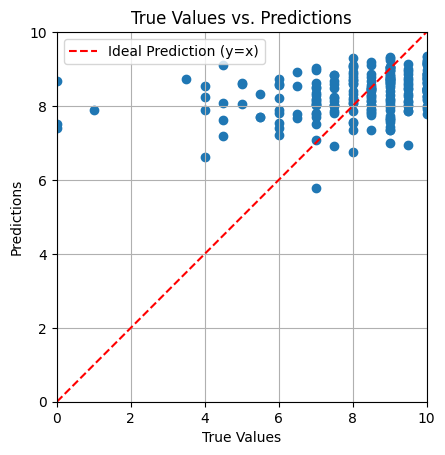 True Values vs. Predictions
Ideal Prediction (y=x)
10
8
6
4
2
0
Predictions
0 2 4 6 8 10
True Values